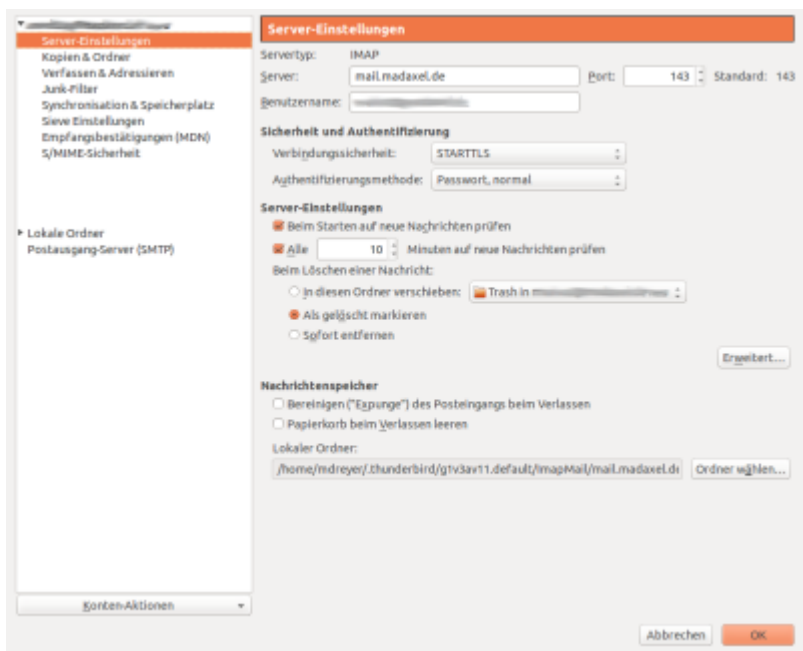 Server-Einstellungen
Kopien & Ordner
Verfassen & Adressieren
Junk-Filter
Synchronisation & Speicherplatz
Sieve Einstellungen
Empfangsbestätigungen (MDN)
S/MIME-Sicherheit
Lokale Ordner
Postausgang-Server (SMTP)
Konten-Aktionen
Server-Einstellungen
Servertyp: IMAP
Server: mail.madaxel.de Port: 143 Standard: 143
Benutzername:
Sicherheit und Authentifizierung
Verbindungssicherheit: STARTTLS
Authentifizierungsmethode: Passwort, normal
Server-Einstellungen
Beim Starten auf neue Nachrichten prüfen
Alle 10 Minuten auf neue Nachrichten prüfen
Beim Löschen einer Nachricht:
In diesen Ordner verschieben: Trash in
Als gelöscht markieren
Sofort entfernen
Erweitert...
Nachrichtenspeicher
Bereinigen ("Expunge") des Posteingangs beim Verlassen
Papierkorb beim Verlassen leeren
Lokaler Ordner:
/home/mdreyer/.thunderbird/g1v3av11.default/ImapMail/mail.madaxel.de Ordner wählen...
Abbrechen OK